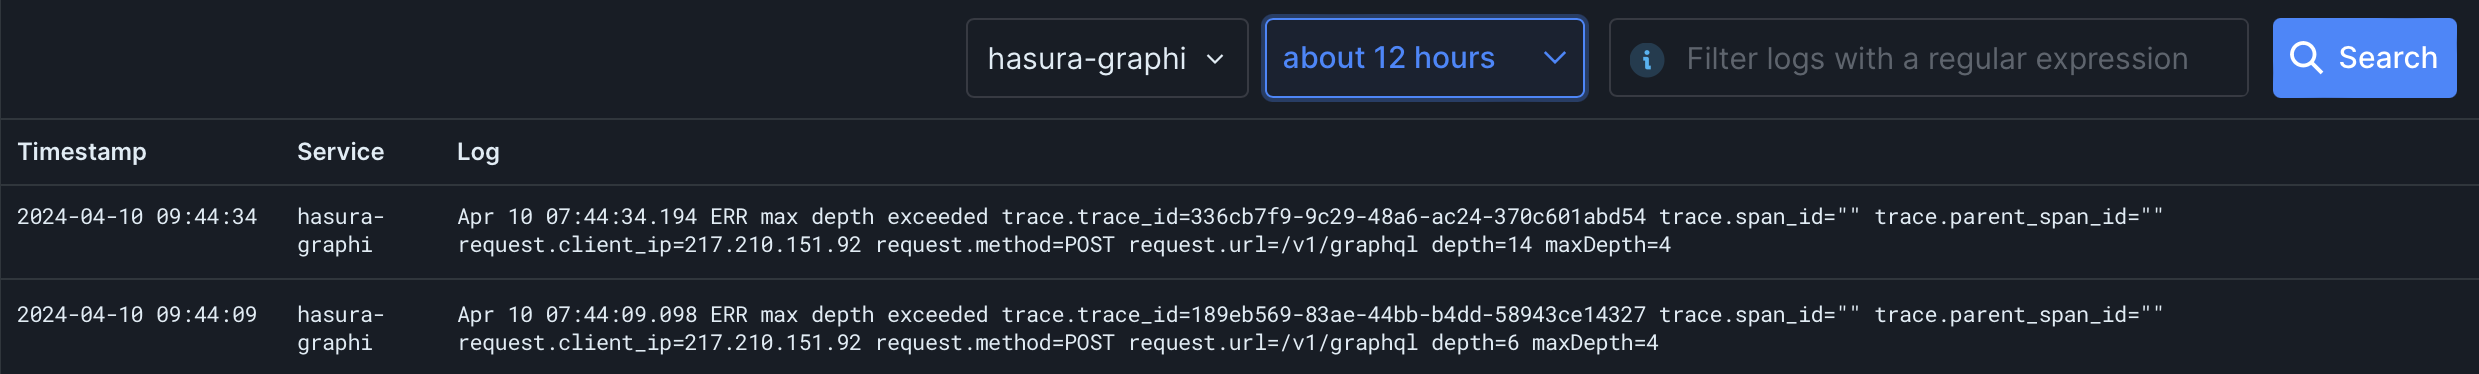 hasura-graphi
about 12 hours
Filter logs with a regular expression
Search
Timestamp Service Log
2024-04-10 09:44:34
hasura-
graphi
Apr 10 07:44:34.194 ERR max depth exceeded trace.trace_id=336cb7f9-9c29-48a6-ac24-370c601abd54 trace.span_id="" trace.parent_span_id=""
request.client_ip=217.210.151.92 request.method=POST request.url=/v1/graphql depth=14 maxDepth=4
2024-04-10 09:44:09
hasura-
graphi
Apr 10 07:44:09.098 ERR max depth exceeded trace.trace_id=189eb569-83ae-44bb-b4dd-58943ce14327 trace.span_id="" trace.parent_span_id=""
request.client_ip=217.210.151.92 request.method=POST request.url=/v1/graphql depth=6 maxDepth=4